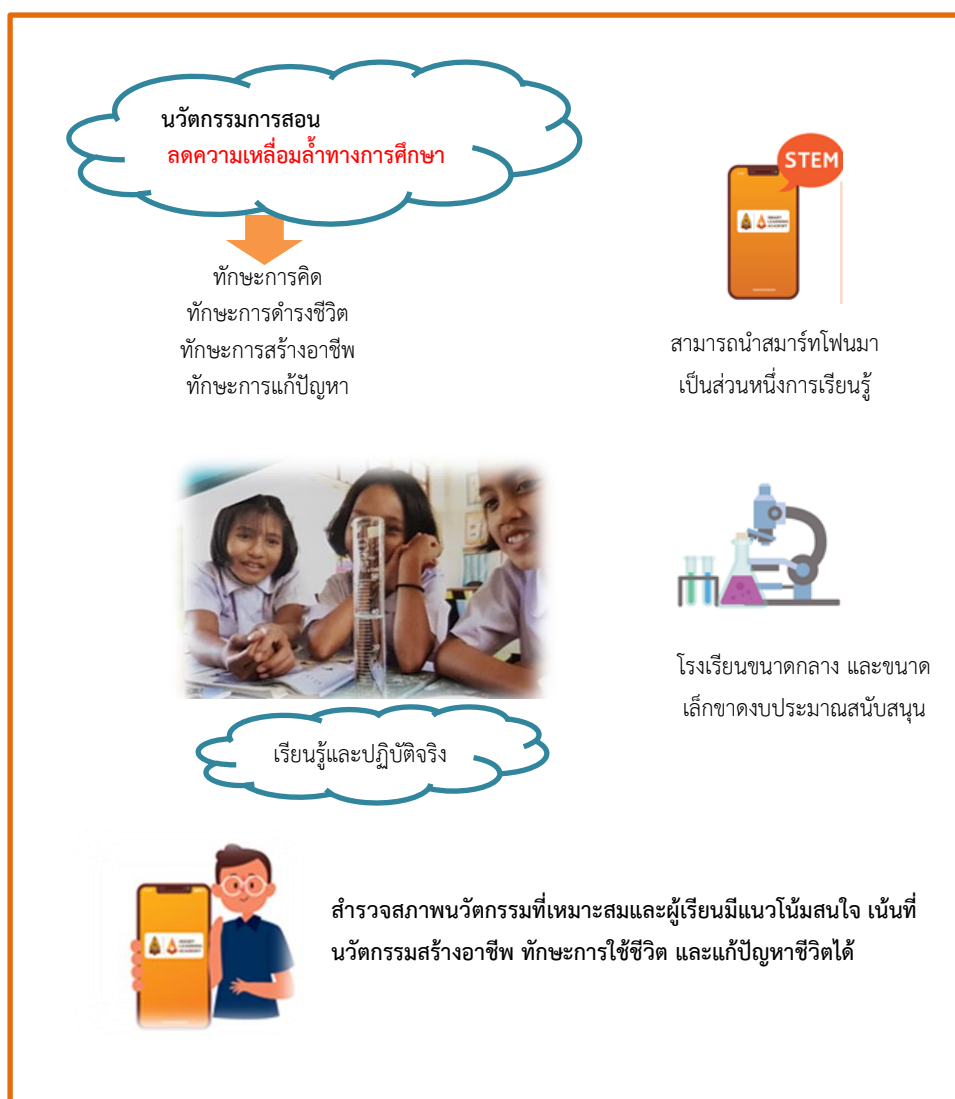 นวัตกรรมการสอน
ลดความเหลื่อมล้ำทางการศึกษา
STEM
SMART
LEARNING
ACADEMY
ทักษะการคิด
ทักษะการดำรงชีวิต
ทักษะการสร้างอาชีพ
ทักษะการแก้ปัญหา
สามารถนำสมาร์ทโฟนมา
เป็นส่วนหนึ่งการเรียนรู้
โรงเรียนขนาดกลาง และขนาด
เล็กขาดงบประมาณสนับสนุน
เรียนรู้และปฏิบัติจริง
SMART
LEARNING
ACADEMY
สำรวจสภาพนวัตกรรมที่เหมาะสมและผู้เรียนมีแนวโน้มสนใจ เน้นที่
นวัตกรรมสร้างอาชีพ ทักษะการใช้ชีวิต และแก้ปัญหาชีวิตได้